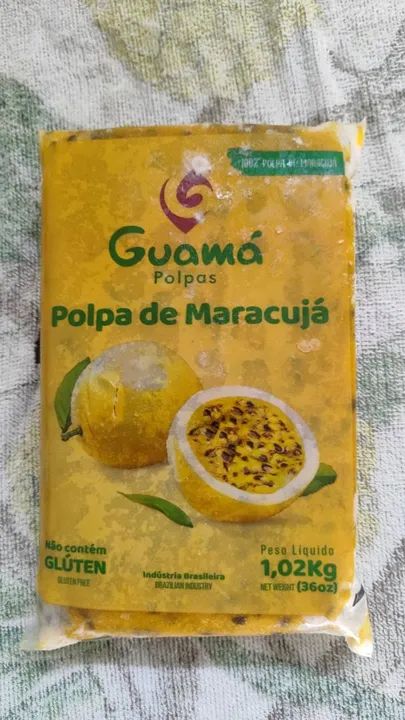 100% POLPA DE MARACUJÁ
Guamá
Polpas
Polpa de Maracujá
Não contém
GLÚTEN
GLUTEN FREE
Indústria Brasileira
BRAZILIAN INDUSTRY
Peso Líquido
1,02Kg
NET WEIGHT (36oz)